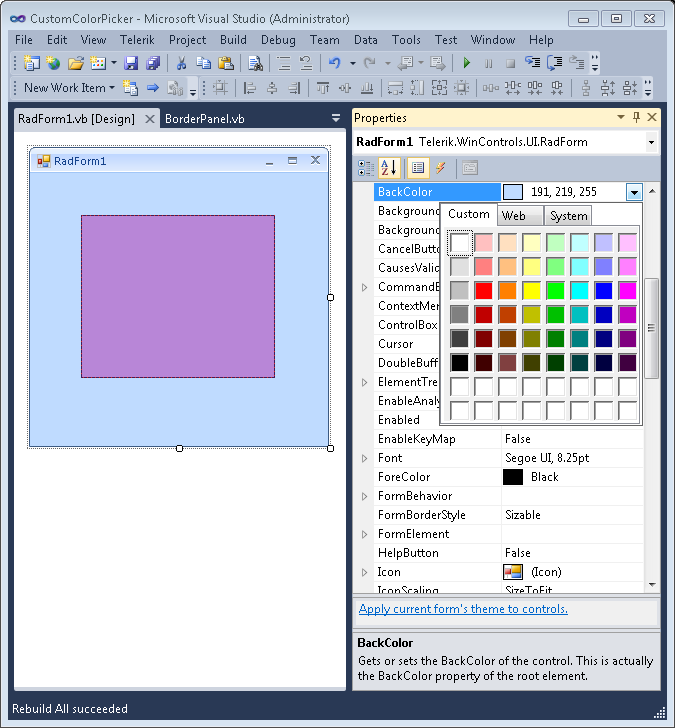 CustomColorPicker - Microsoft Visual Studio (Administrator)
File Edit View Telerik Project Build Debug Team Data Tools Test Window Help
New Work Item
RadForm1.vb [Design] BorderPanel.vb
RadForm1
Properties
RadForm1 Telerik.WinControls.UI.RadForm
BackColor 191, 219, 255
Custom Web System
Background
Background
CancelButto
CausesValid
CommandB
ContextMen
ControlBox
Cursor
DoubleBuff
ElementTre
EnableAnaly
Enabled
EnableKeyMap False
Font Segoe UI, 8.25pt
ForeColor Black
FormBehavior
FormBorderStyle Sizable
FormElement
HelpButton False
Icon (Icon)
IconScaling SizeToFit
Apply current form's theme to controls.
BackColor
Gets or sets the BackColor of the control. This is actually
the BackColor property of the root element.
Rebuild All succeeded